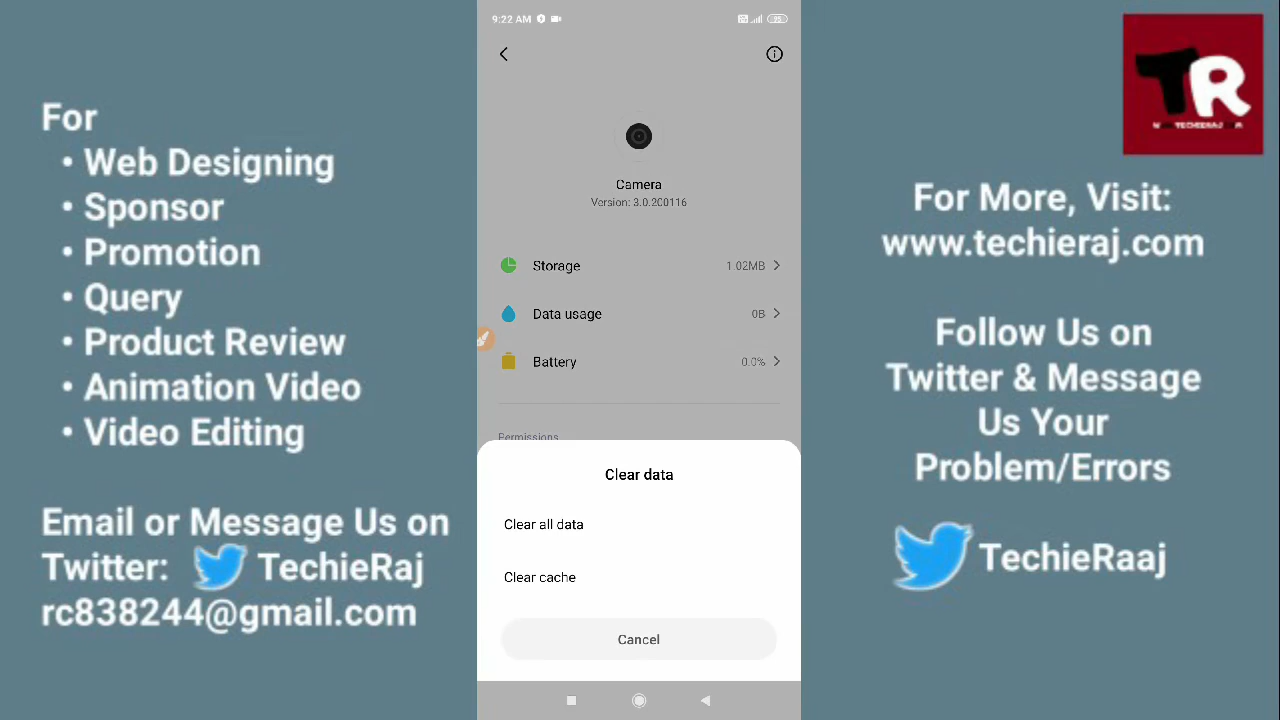 For
• Web Designing
• Sponsor
• Promotion
• Query
• Product Review
• Animation Video
• Video Editing
Email or Message Us on
Twitter: TechieRaj
rc838244@gmail.com
9:22 AM
Camera
Version: 3.0.200116
Storage 1.02MB
Data usage 0B
Battery 0.0%
Permissions
Clear data
Clear all data
Clear cache
Cancel
TR
For More, Visit:
www.techieraj.com
Follow Us on
Twitter & Message
Us Your
Problem/Errors
TechieRaaj